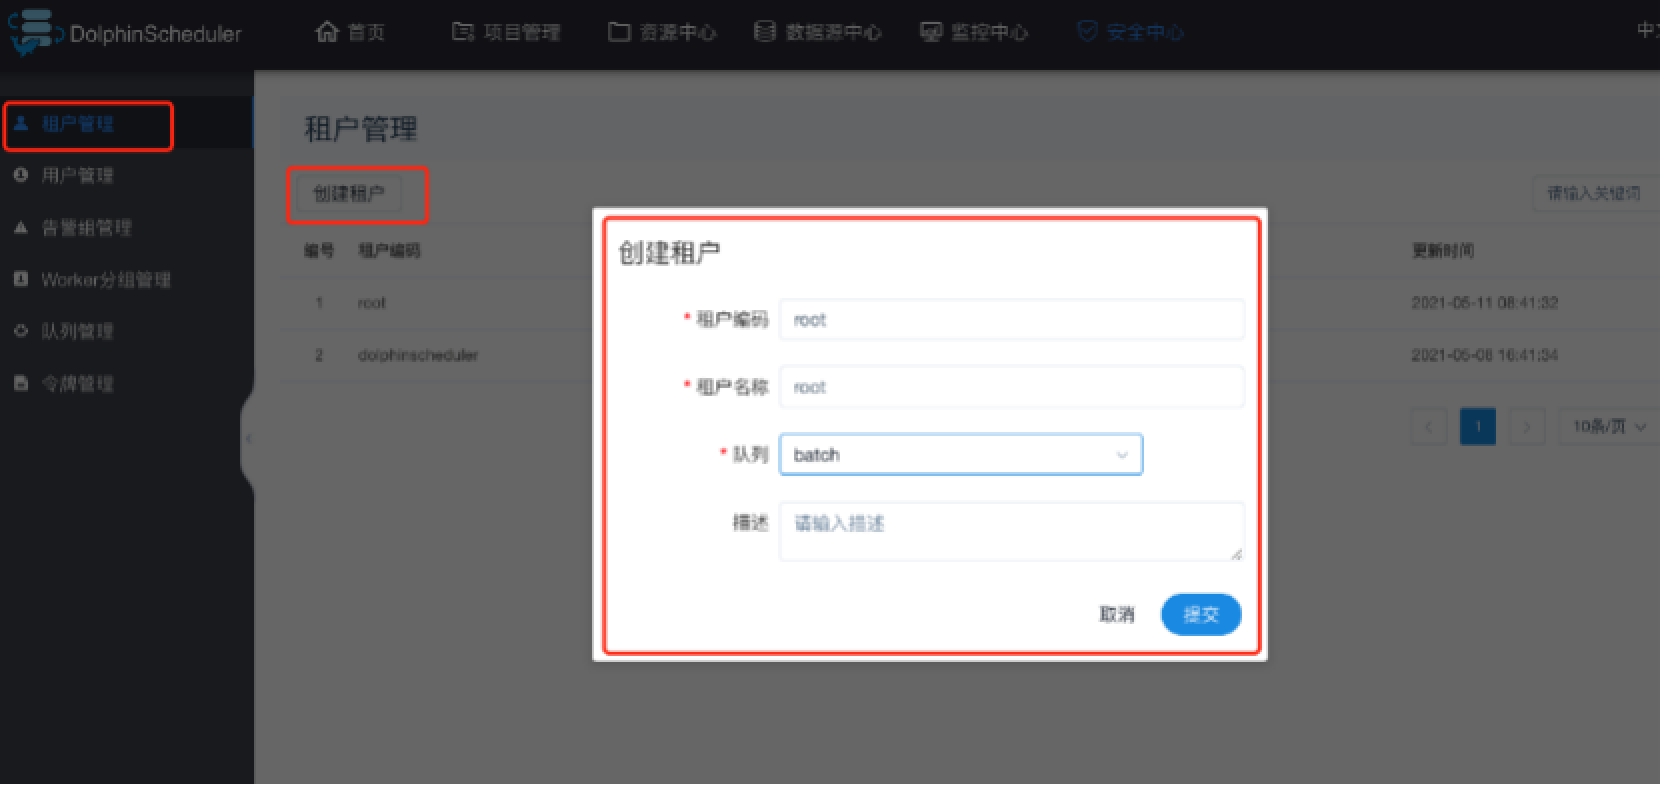 DolphinScheduler 首页 项目管理 资源中心 数据源中心 监控中心 安全中心 中
租户管理
用户管理
告警组管理
Worker分组管理
队列管理
令牌管理
租户管理
创建租户
请输入关键词
编号 租户编码 更新时间
1 root 2021-05-11 08:41:32
2 dolphinscheduler 2021-05-08 16:41:34
1 10条/页
创建租户
* 租户编码 root
* 租户名称 root
* 队列 batch
描述 请输入描述
取消 提交